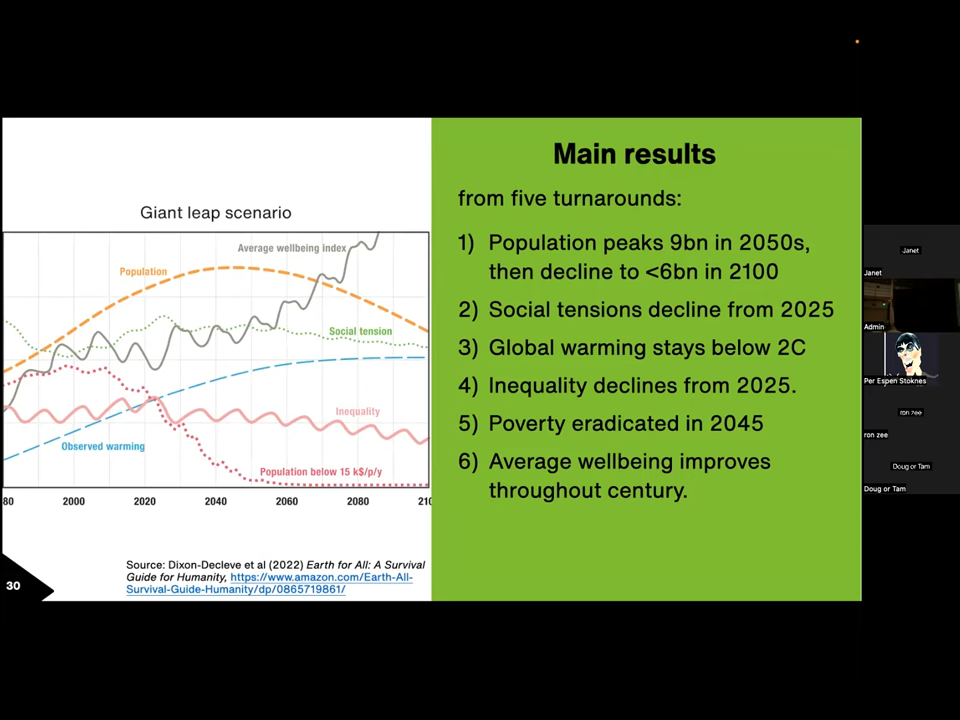 Giant leap scenario
Average wellbeing index
Population
Social tension
Inequality
Observed warming
Population below 15 k$/p/y
80 2000 2020 2040 2060 2080 210
Source: Dixon-Decleve et al (2022) Earth for All: A Survival
Guide for Humanity, https://www.amazon.com/Earth-All-
Survival-Guide-Humanity/dp/0865719861/
30
Main results
from five turnarounds:
1) Population peaks 9bn in 2050s,
then decline to <6bn in 2100
2) Social tensions decline from 2025
3) Global warming stays below 2C
4) Inequality declines from 2025.
5) Poverty eradicated in 2045
6) Average wellbeing improves
throughout century.
Janet
Janet
Admin
Per Espen Stoknes
ron zee
ron zee
Doug or Tam
Doug or Tam